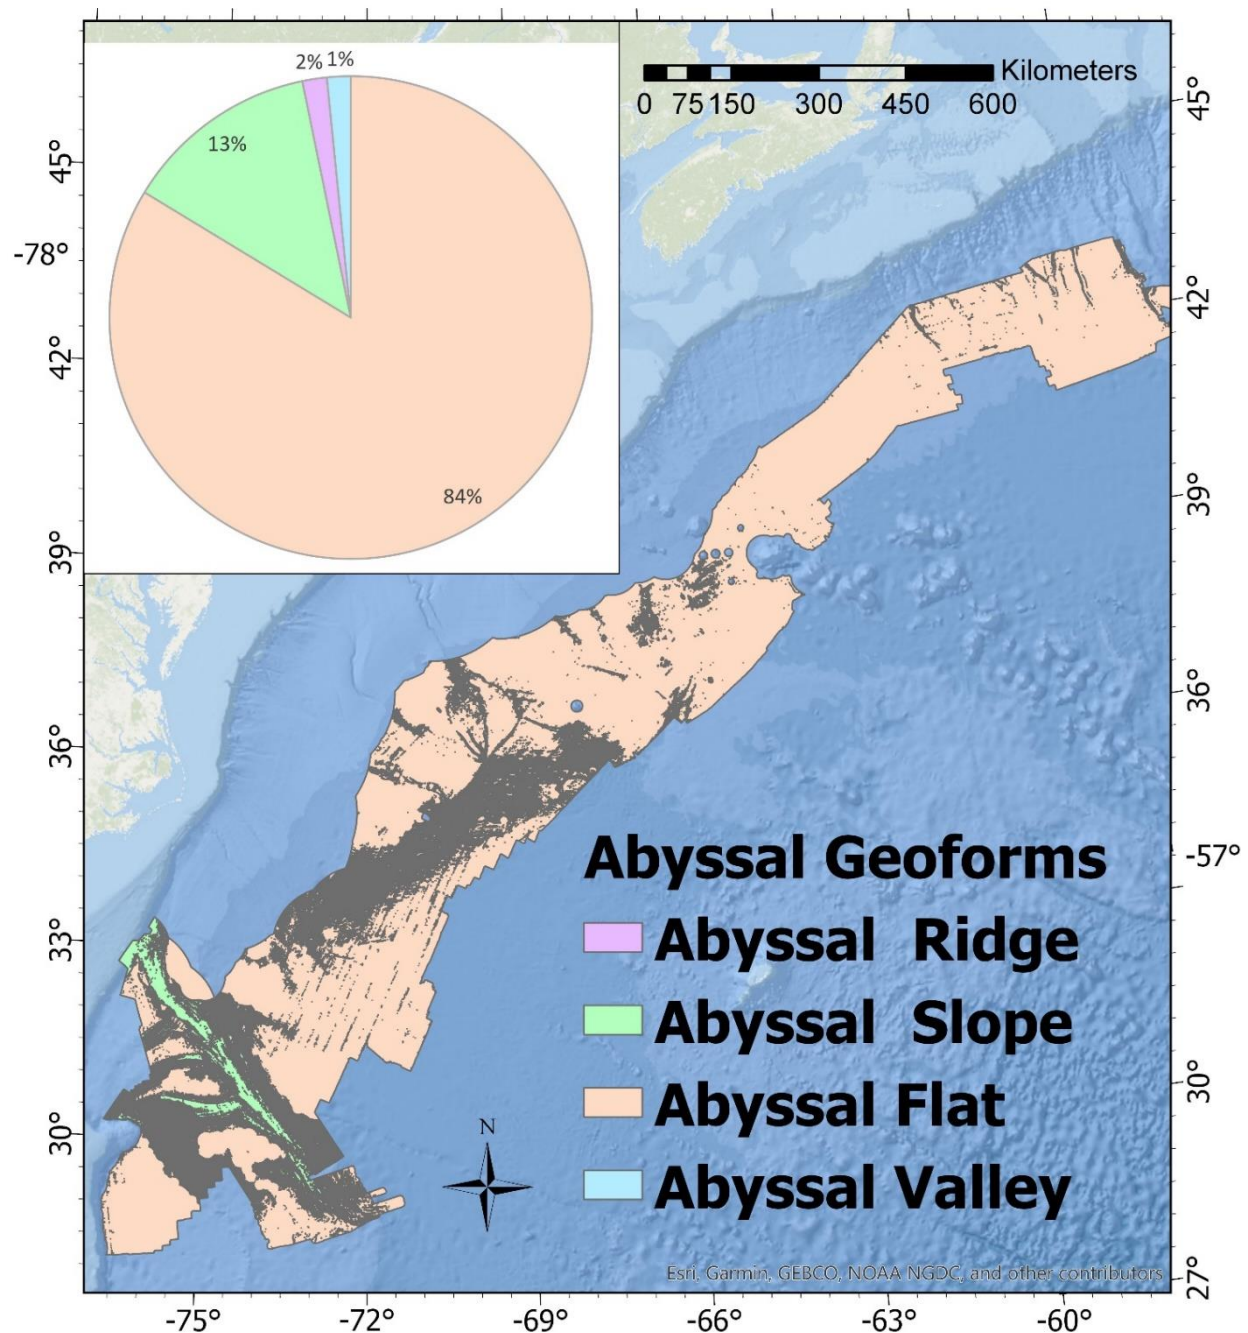 2% 1%
13%
84%
Kilometers
0 75 150 300 450 600
45°
-78°
42°
39°
36°
33°
30°
45°
42°
39°
36°
-57°
30°
27°
Abyssal Geoforms
Abyssal Ridge
Abyssal Slope
Abyssal Flat
Abyssal Valley
N
Esri, Garmin, GEBCO, NOAA NGDC, and other contributors
-75° -72° -69° -66° -63° -60°